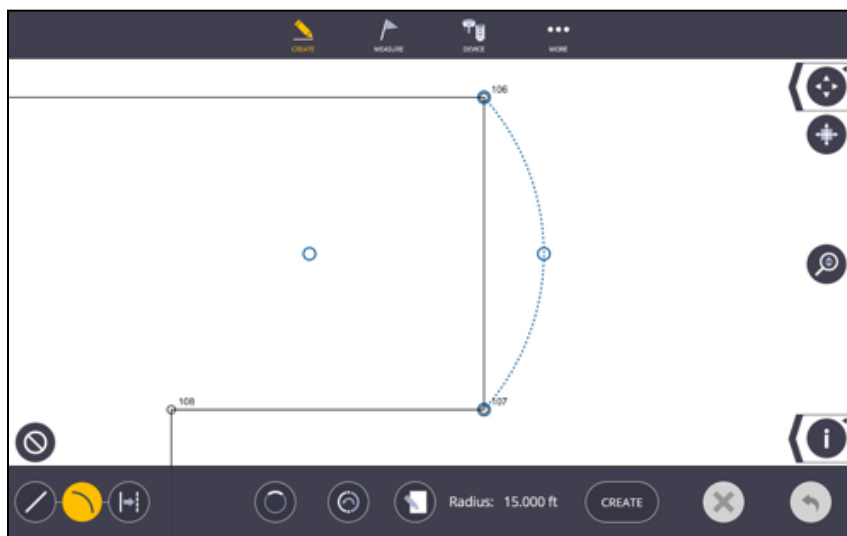 CREATE MEASURE DEVICE MORE
106
107
108
i
Radius: 15.000 ft CREATE